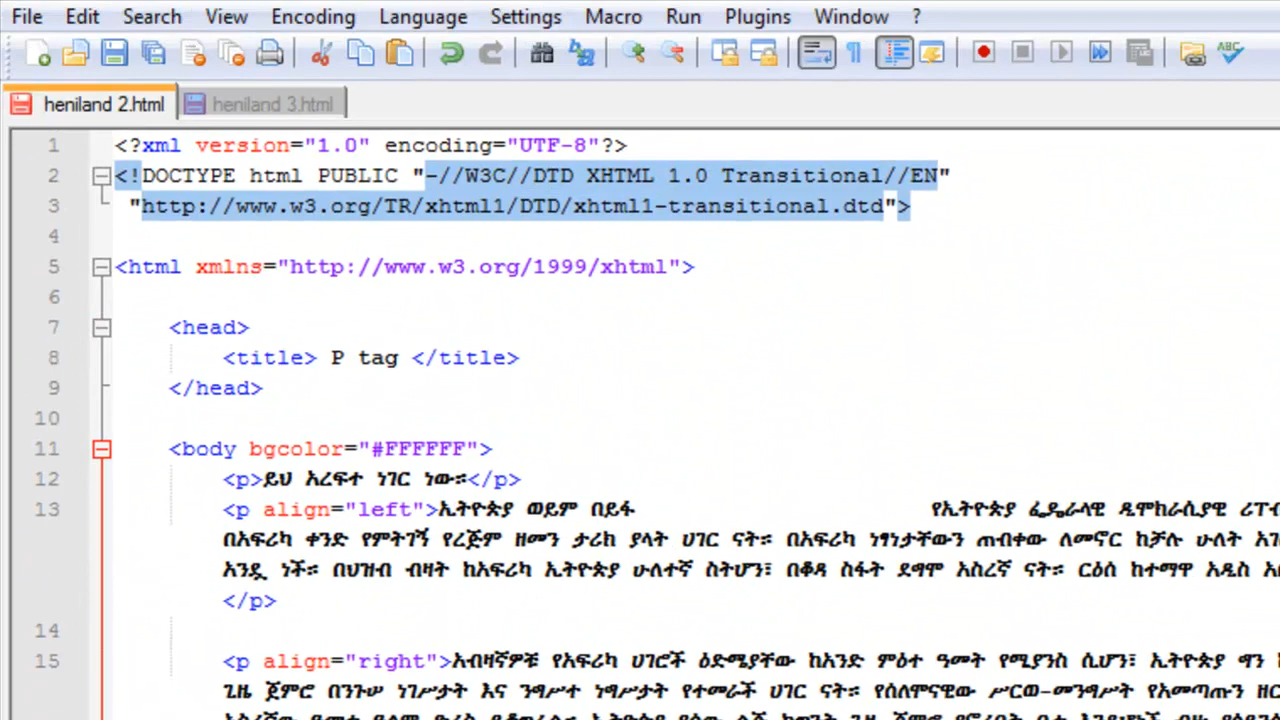 File Edit Search View Encoding Language Settings Macro Run Plugins Window ?
ABC
heniland 2.html heniland 3.html
1 <?xml version="1.0" encoding="UTF-8"?>
2 <!DOCTYPE html PUBLIC "-//W3C//DTD XHTML 1.0 Transitional//EN"
3 "http://www.w3.org/TR/xhtml1/DTD/xhtml1-transitional.dtd">
4
5 <html xmlns="http://www.w3.org/1999/xhtml">
6
7 <head>
8 <title> P tag </title>
9 </head>
10
11 <body bgcolor="#FFFFFF">
12 <p>ይህ አረፍተ ነገር ነው።</p>
13 <p align="left">ኢትዮጵያ ወይም በይፋ የኢትዮጵያ ፌዴራላዊ ዲሞክራሲያዊ
በአፍሪካ ቀንድ የምትገኝ የረጅም ዘመን ታሪክ ያላት ሀገር ናት። በአፍሪካ ነፃነታቸውን ጠብቀው ለመኖር ከቻሉ ሁለት
አንዷ ነች። በህዝብ ብዛት ከአፍሪካ ኢትዮጵያ ሁለተኛ ስትሆን፣ በቆዳ ስፋት ደግሞ አስረኛ ናት። ርዕሰ ከተማዋ አዲስ
</p>
14
15 <p align="right">አብዛኛዎቹ የአፍሪካ ሀገሮች ዕድሜያቸው ከአንድ ምዕተ ዓመት የሚያንስ ሲሆን፣ ኢትዮጵያ ግን
ጊዜ ጀምሮ በንጉሠ ነገሥታት እና ንግሥተ ነግሥታት የተመራች ሀገር ናት። የሰለሞናዊው ሥርወ-መንግሥት የአመጣጡን ዘር